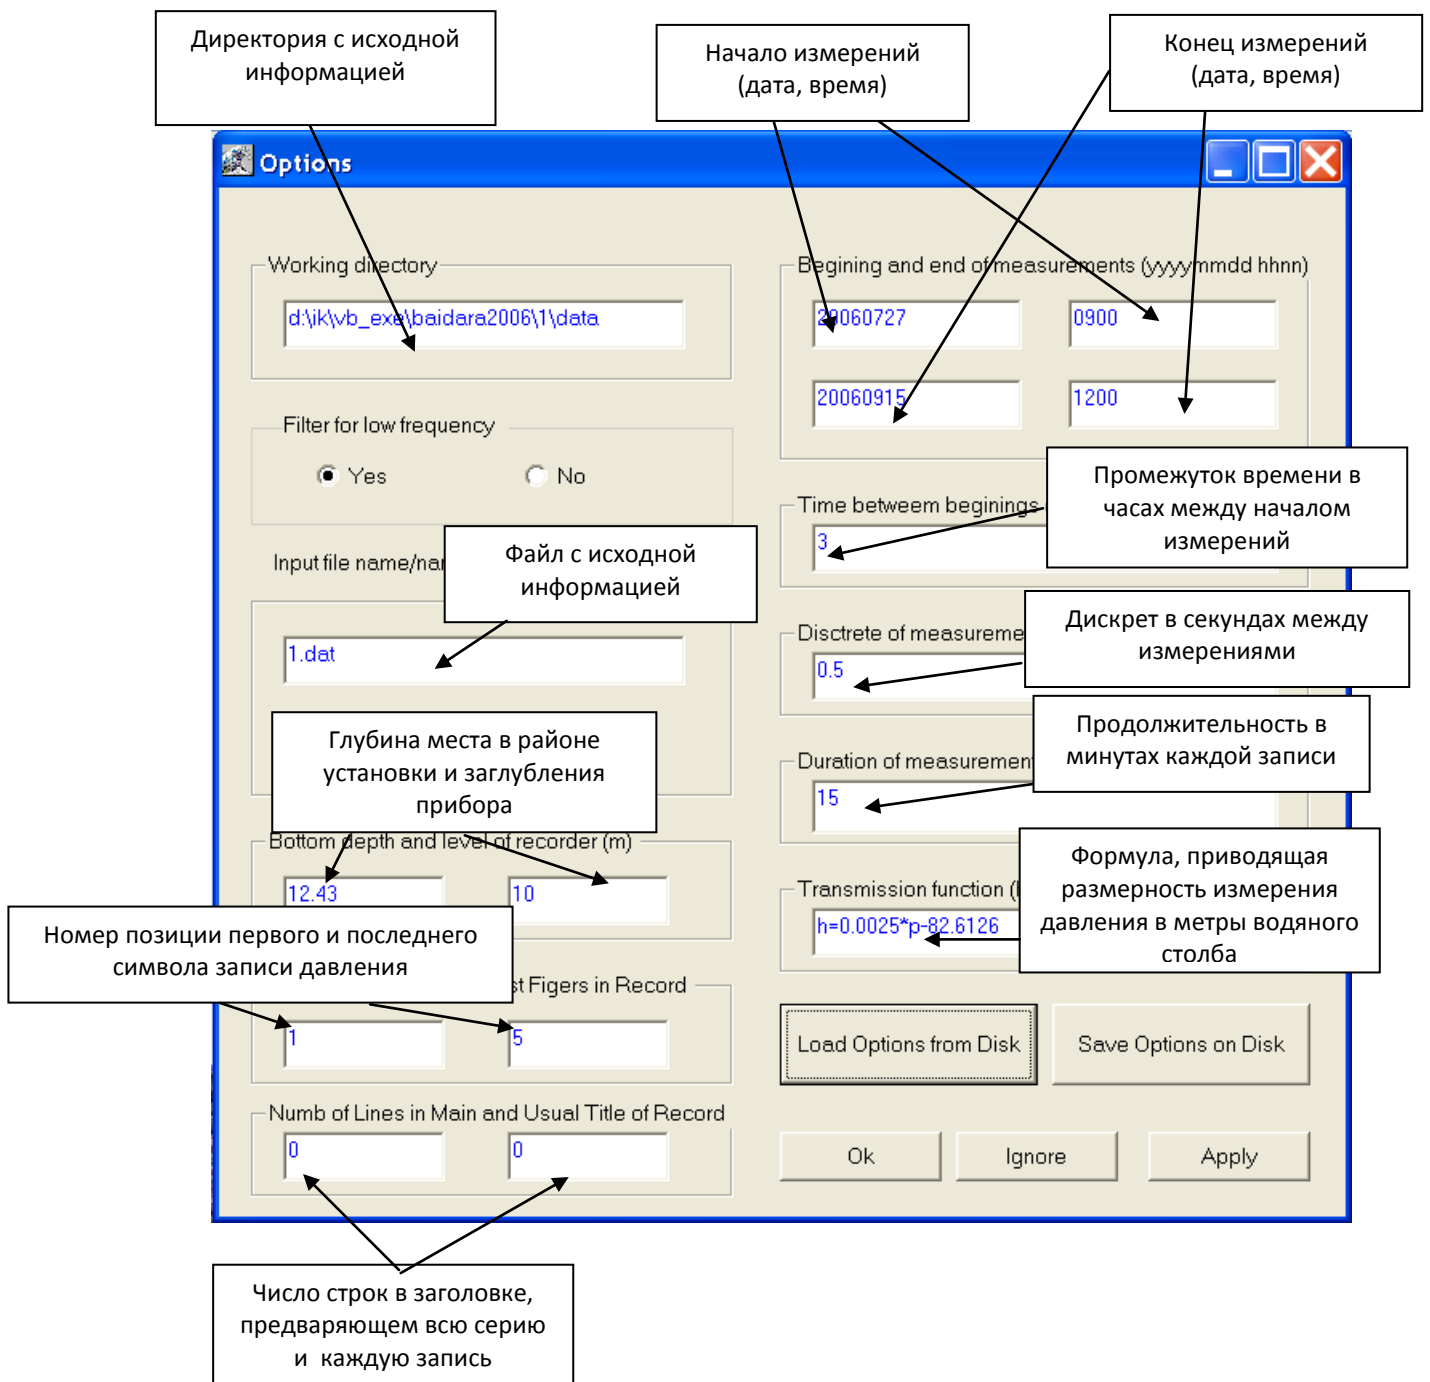 Директория с исходной
информацией
Начало измерений
(дата, время)
Конец измерений
(дата, время)
Options
Working directory
d:\ik\vb_exe\baidara2006\1\data
Begining and end of measurements (yyyymmdd hhnn)
20060727
0900
20060915
1200
Filter for low frequency
Yes
No
Промежуток времени в
часах между началом
измерений
Time betweem beginings
3
Input file name/nar
Файл с исходной
информацией
1.dat
Дискрет в секундах между
измерениями
Disctrete of measureme
0.5
Продолжительность в
минутах каждой записи
Duration of measuremen
15
Глубина места в районе
установки и заглубления
прибора
Bottom depth and level of recorder (m)
12.43
10
Формула, приводящая
размерность измерения
давления в метры водяного
столба
Transmission function (
h=0.0025*p-82.6126
Номер позиции первого и последнего
символа записи давления
st Figers in Record
1
5
Load Options from Disk
Save Options on Disk
Numb of Lines in Main and Usual Title of Record
0
0
Ok
Ignore
Apply
Число строк в заголовке,
предваряющем всю серию
и каждую запись